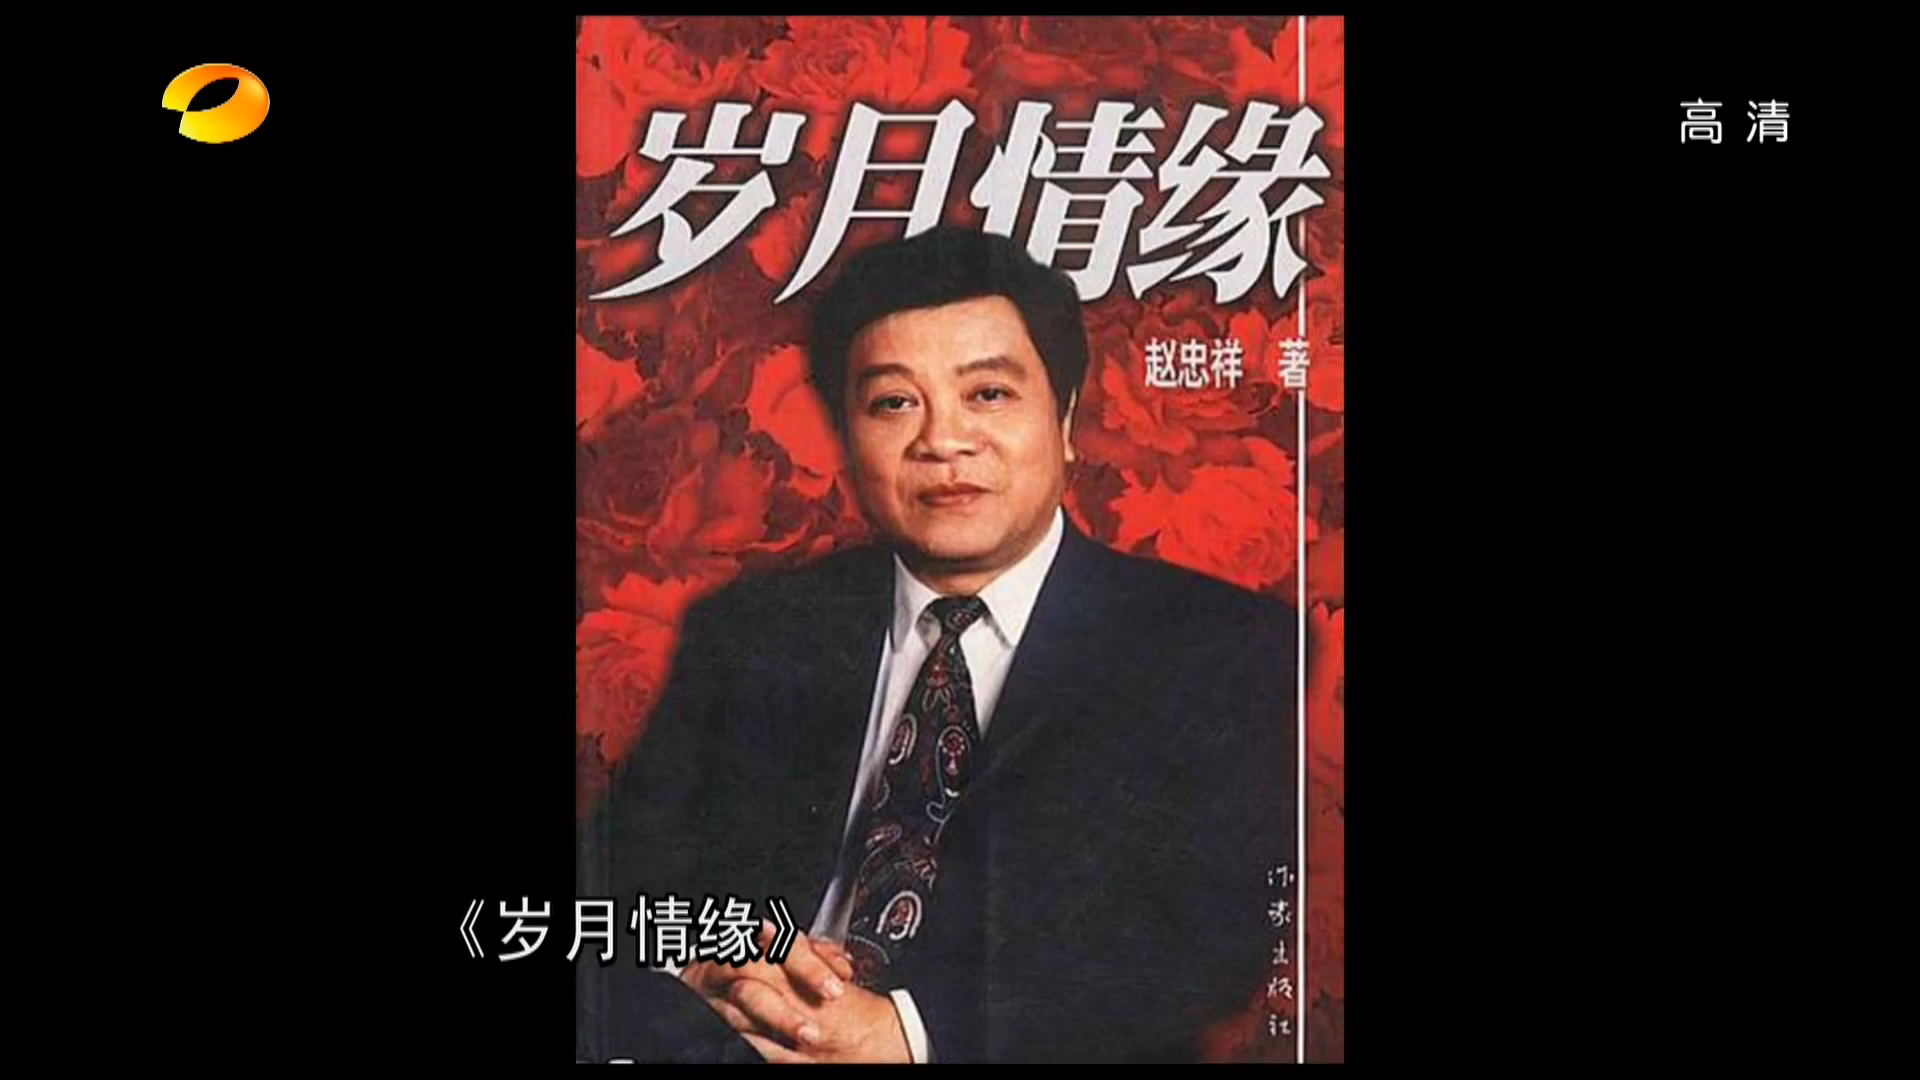 高清
岁月情缘
赵忠祥 著
作家出版社
《岁月情缘》